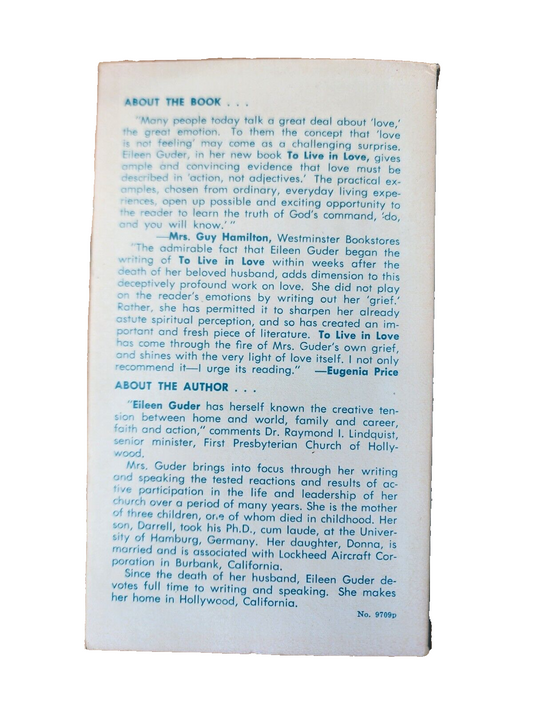 ABOUT THE BOOK . . .
"Many people today talk a great deal about 'love,'
the great emotion. To them the concept that 'love
is not feeling' may come as a challenging surprise.
Eileen Guder, in her new book To Live in Love, gives
ample and convincing evidence that love must be
described in 'action, not adjectives.' The practical ex-
amples, chosen from ordinary, everyday living expe-
riences, open up possible and exciting opportunity to
the reader to learn the truth of God's command, 'do,
and you will know.' "
—Mrs. Guy Hamilton, Westminster Bookstores
"The admirable fact that Eileen Guder began the
writing of To Live in Love within weeks after the
death of her beloved husband, adds dimension to this
deceptively profound work on love. She did not play
on the reader's emotions by writing out her 'grief.'
Rather, she has permitted it to sharpen her already
astute spiritual perception, and so has created an im-
portant and fresh piece of literature. To Live in Love
has come through the fire of Mrs. Guder's own grief,
and shines with the very light of love itself. I not only
recommend it—I urge its reading." —Eugenia Price
ABOUT THE AUTHOR . . .
"Eileen Guder has herself known the creative ten-
sion between home and world, family and career,
faith and action," comments Dr. Raymond I. Lindquist,
senior minister, First Presbyterian Church of Holly-
wood.
Mrs. Guder brings into focus through her writing
and speaking the tested reactions and results of ac-
tive participation in the life and leadership of her
church over a period of many years. She is the mother
of three children, one of whom died in childhood. Her
son, Darrell, took his Ph.D., cum laude, at the Univer-
sity of Hamburg, Germany. Her daughter, Donna, is
married and is associated with Lockheed Aircraft Cor-
poration in Burbank, California.
Since the death of her husband, Eileen Guder de-
votes full time to writing and speaking. She makes
her home in Hollywood, California.
No. 9709p